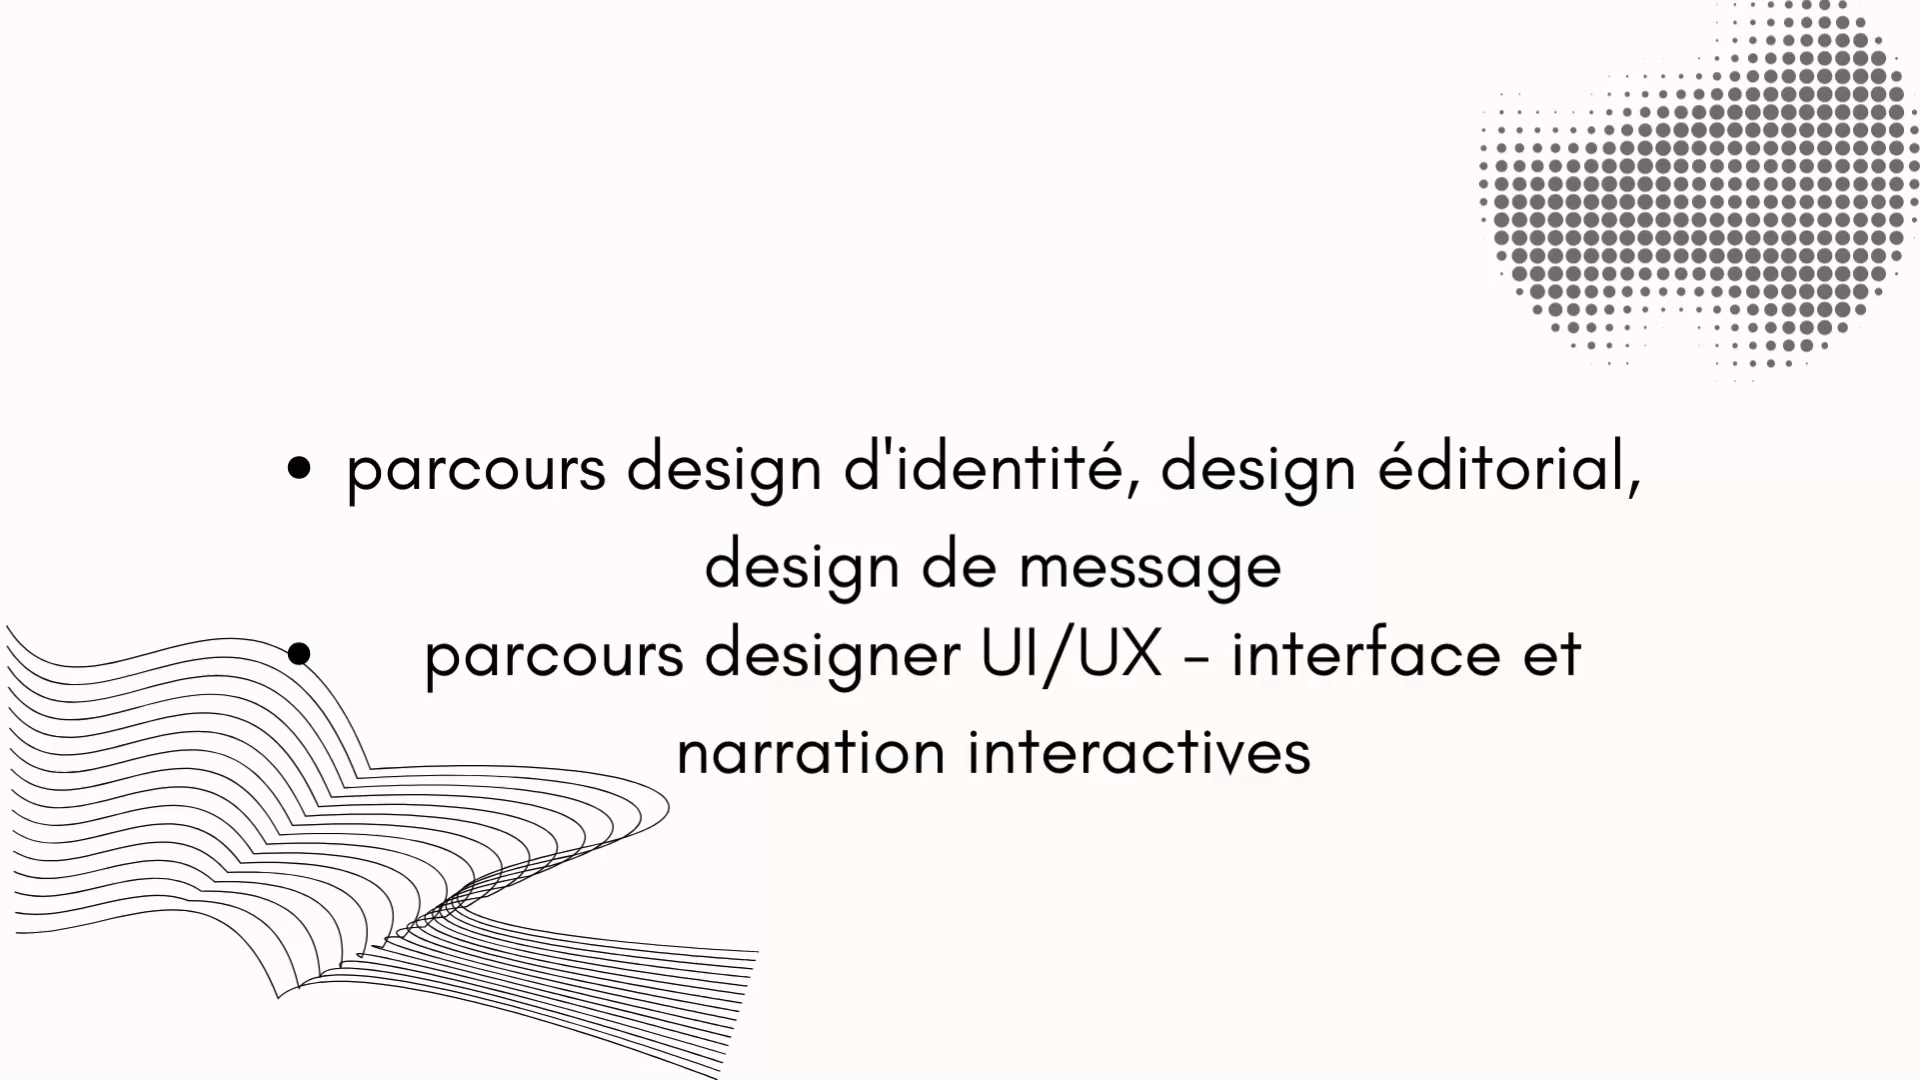 • parcours design d'identité, design éditorial,
design de message
• parcours designer UI/UX – interface et
narration interactives